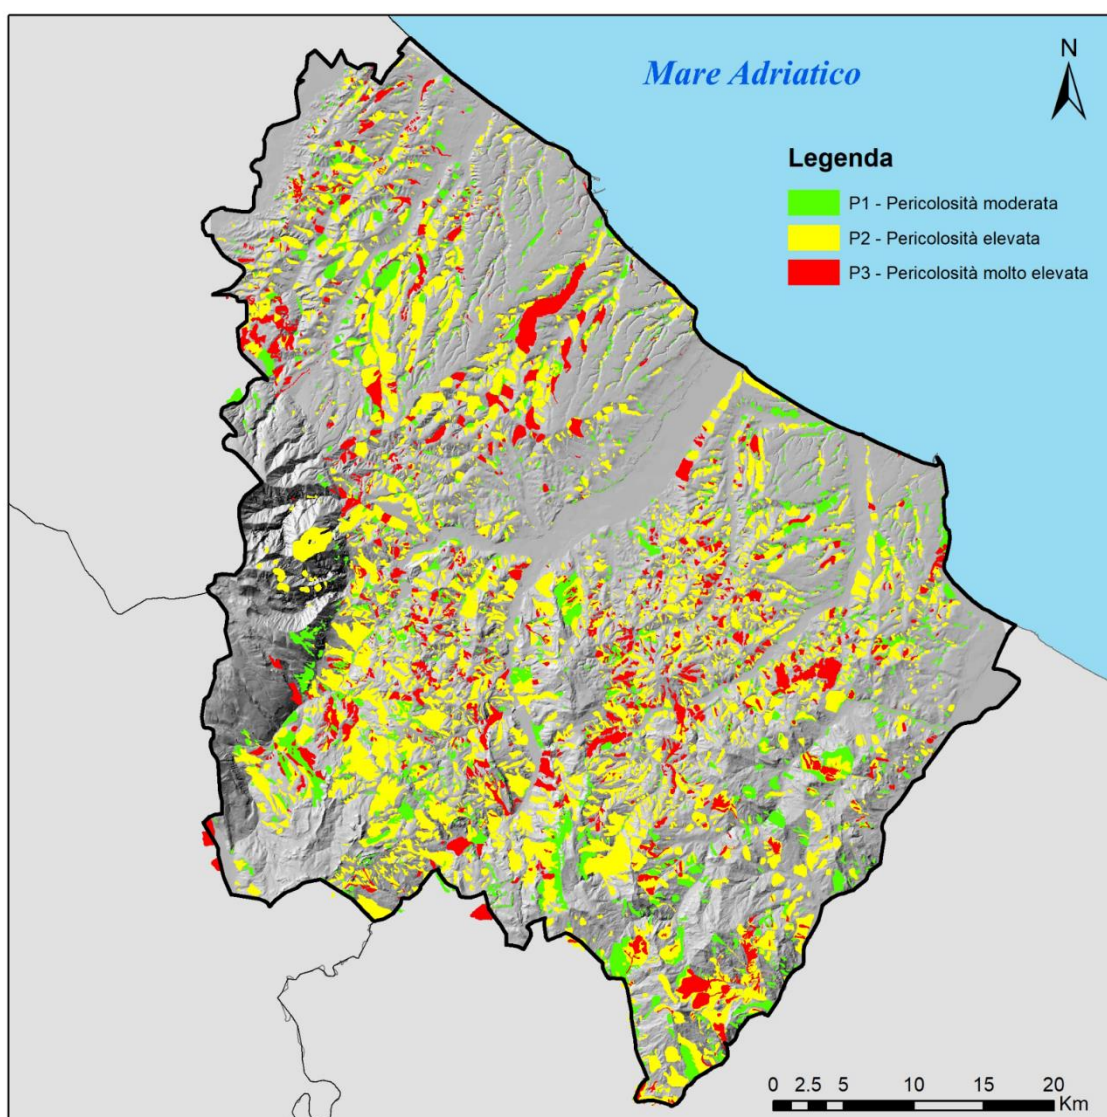 Mare Adriatico
N
Legenda
P1 - Pericolosità moderata
P2 - Pericolosità elevata
P3 - Pericolosità molto elevata
0 2.5 5 10 15 20
Km